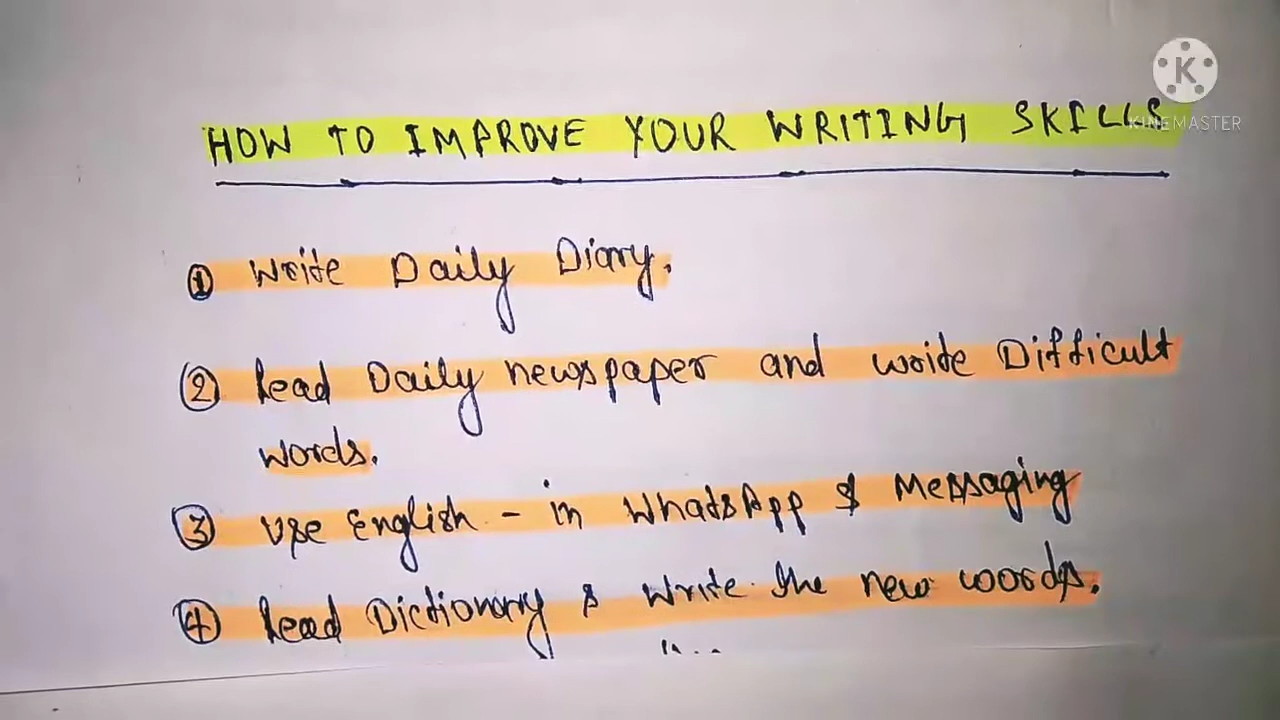 K
KINEMASTER
HOW TO IMPROVE YOUR WRITING SKILLS
1 Write Daily Diary.
2 Read Daily newspaper and write Difficult
words.
3 Use English - in WhatsApp & Messaging
4 Read Dictionary & Write the new words.